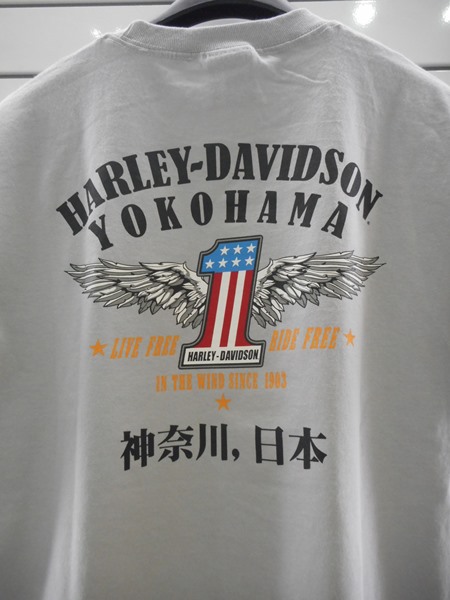 HARLEY-DAVIDSON
YOKOHAMA
1
LIVE FREE RIDE FREE
HARLEY-DAVIDSON
IN THE WIND SINCE 1903
神奈川, 日本